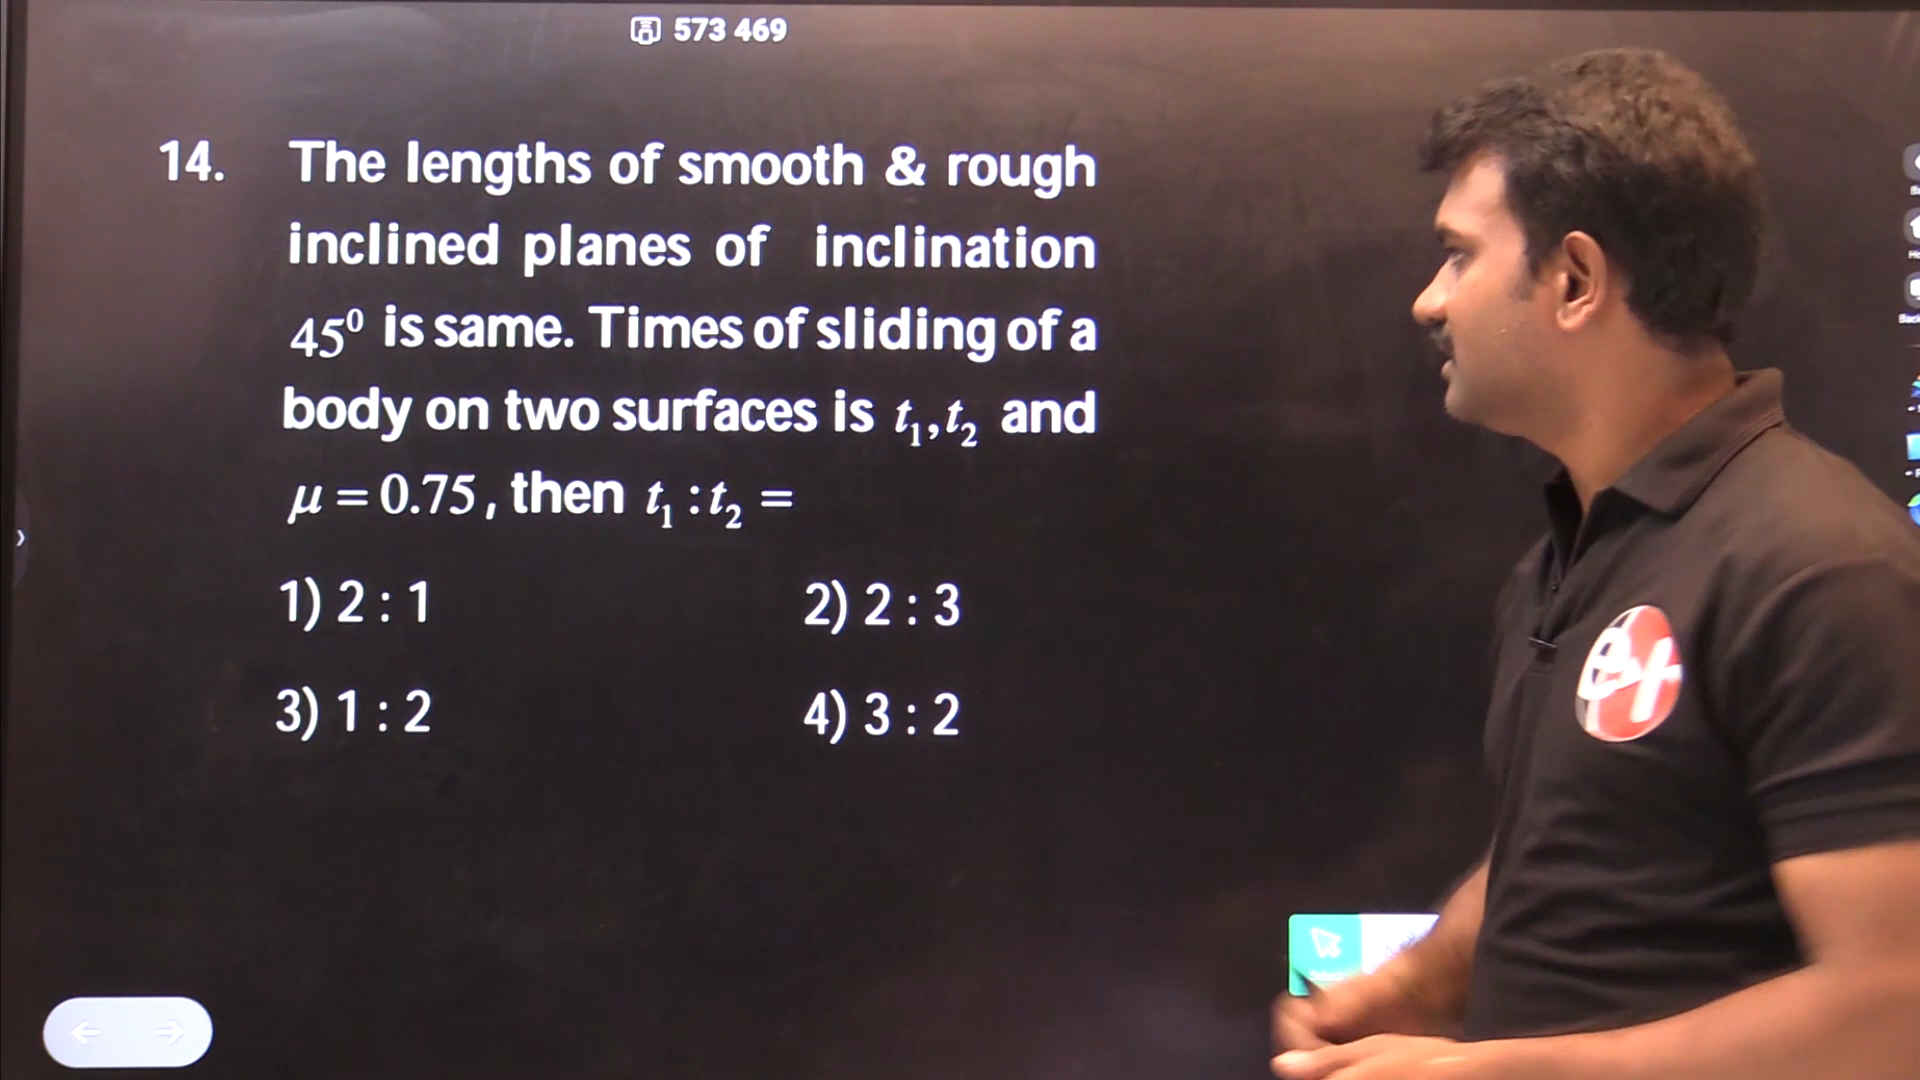 573 469
14. The lengths of smooth & rough
inclined planes of inclination
45⁰ is same. Times of sliding of a
body on two surfaces is t₁,t₂ and
μ = 0.75, then t₁ : t₂ =
1) 2 : 1 2) 2 : 3
3) 1 : 2 4) 3 : 2